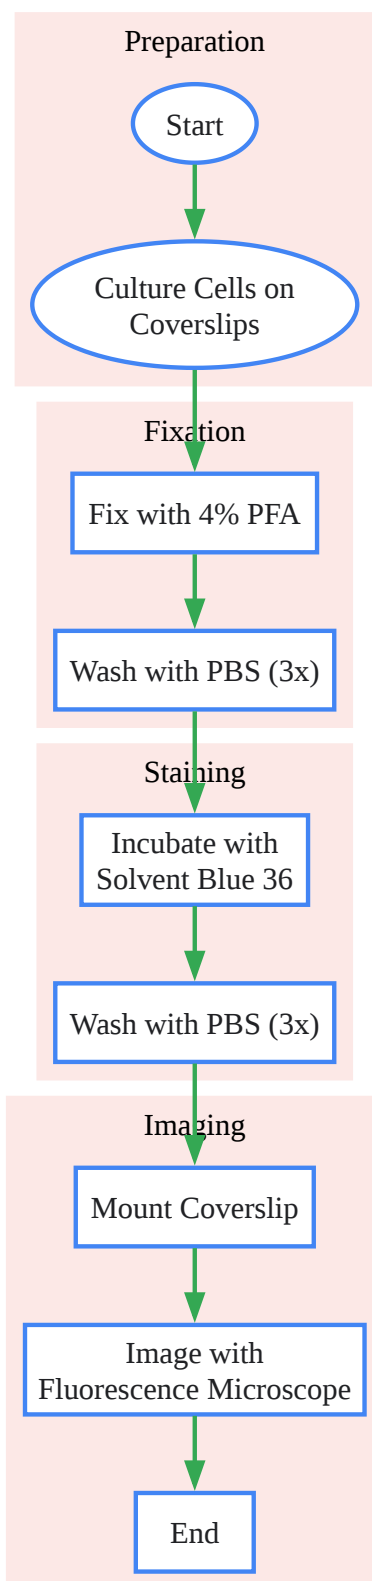 Preparation
Start
Culture Cells on
Coverslips
Fixation
Fix with 4% PFA
Wash with PBS (3x)
Staining
Incubate with
Solvent Blue 36
Wash with PBS (3x)
Imaging
Mount Coverslip
Image with
Fluorescence Microscope
End